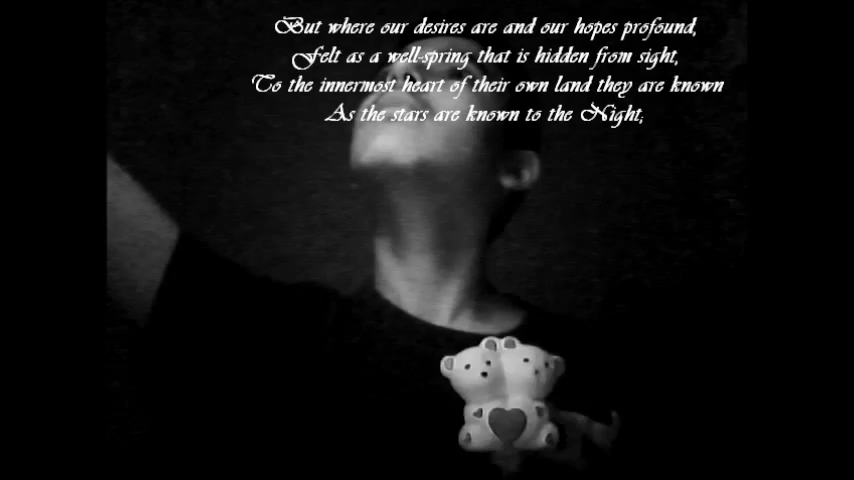 But where our desires are and our hopes profound,
Felt as a well-spring that is hidden from sight,
To the innermost heart of their own land they are known
As the stars are known to the Night;